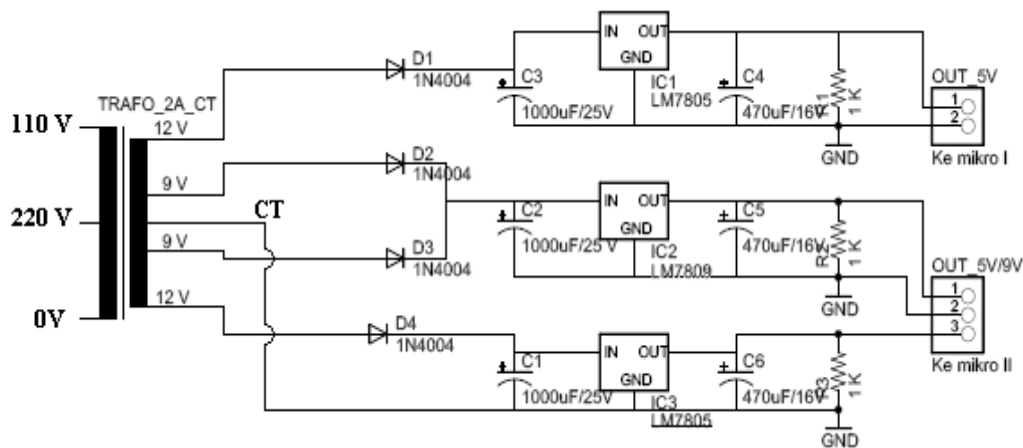 TRAFO_2A_CT
110 V
220 V
0V
12 V
9 V
CT
9 V
12 V
D1
1N4004
D2
1N4004
D3
1N4004
D4
1N4004
C3
1000uF/25V
IN OUT
GND
IC1
LM7805
C4
470uF/16V
R1
1 K
GND
OUT_5V
1
2
Ke mikro I
C2
1000uF/25 V
IN OUT
GND
IC2
LM7809
C5
470uF/16V
R2
1 K
GND
OUT_5V/9V
1
2
3
Ke mikro II
C1
1000uF/25V
IN OUT
GND
IC3
LM7805
C6
470uF/16V
R3
1 K
GND